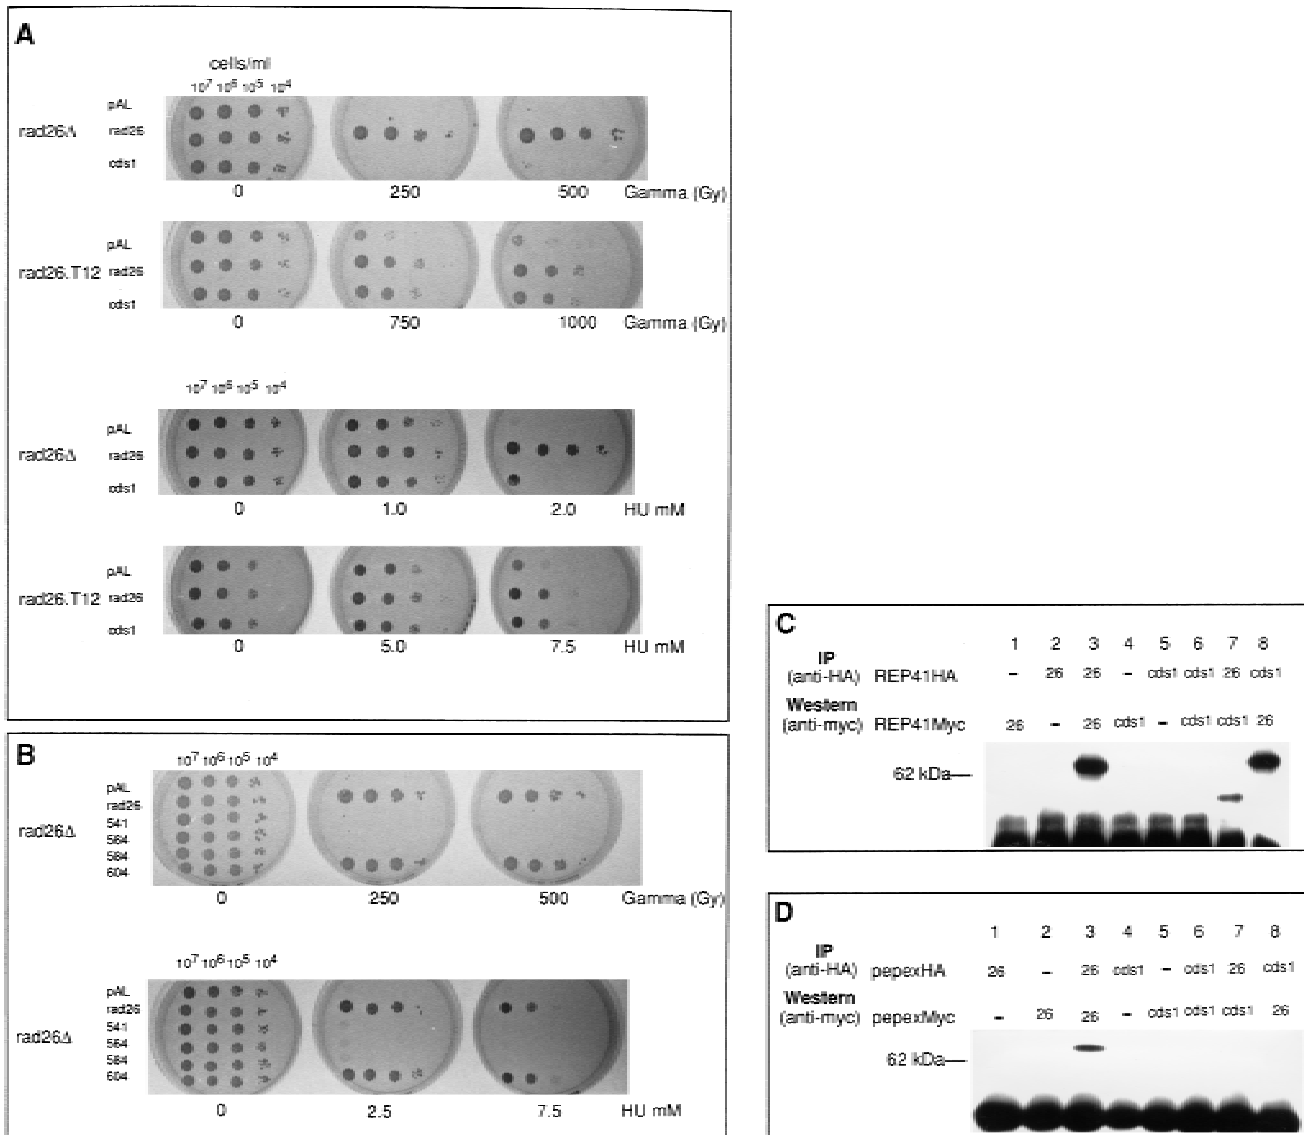 A
cells/ml
10⁷ 10⁶ 10⁵ 10⁴
pAL
rad26Δ rad26
cds1
0 250 500 Gamma (Gy)
pAL
rad26.T12 rad26
cds1
0 750 1000 Gamma (Gy)
10⁷ 10⁶ 10⁵ 10⁴
pAL
rad26Δ rad26
cds1
0 1.0 2.0 HU mM
pAL
rad26.T12 rad26
cds1
0 5.0 7.5 HU mM
B
10⁷ 10⁶ 10⁵ 10⁴
pAL
rad26
541
rad26Δ
564
584
604
0 250 500 Gamma (Gy)
10⁷ 10⁶ 10⁵ 10⁴
pAL
rad26
541
rad26Δ
564
584
604
0 2.5 7.5 HU mM
C
1 2 3 4 5 6 7 8
IP
(anti-HA) REP41HA – 26 26 – cds1 cds1 26 cds1
Western
(anti-myc) REP41Myc 26 – 26 cds1 – cds1 cds1 26
62 kDa—
D
1 2 3 4 5 6 7 8
IP
(anti-HA) pepexHA 26 – 26 cds1 – cds1 26 cds1
Western
(anti-myc) pepexMyc – 26 26 – cds1 cds1 cds1 26
62 kDa—